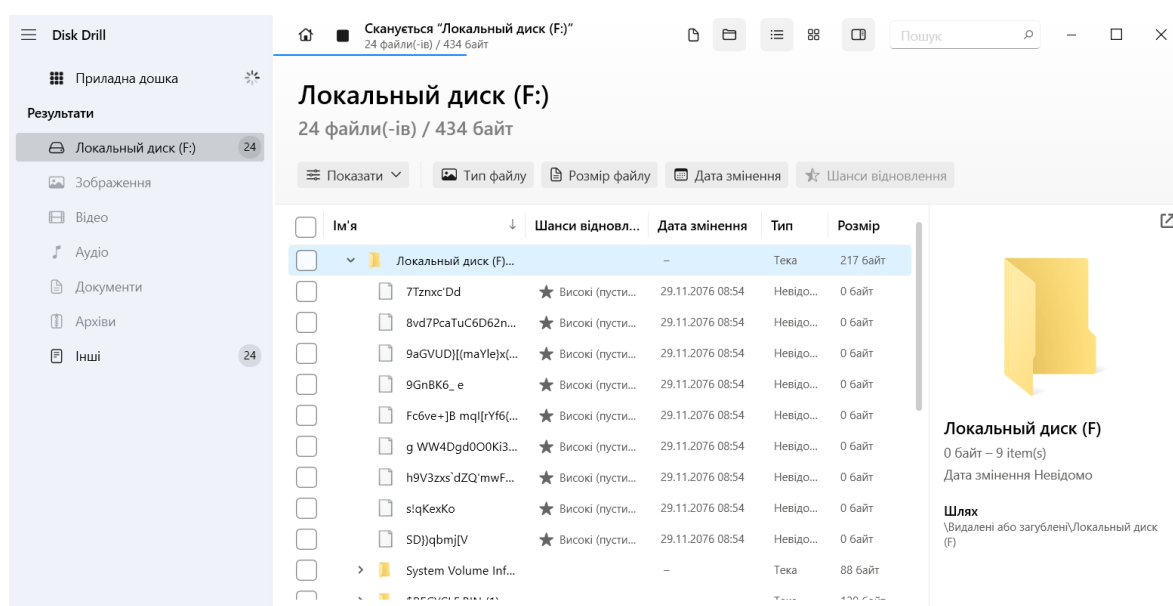 Disk Drill
Сканується “Локальный диск (F:)”
24 файли(-ів) / 434 байт
Пошук
Приладна дошка
Результати
Локальный диск (F:) 24
Зображення
Відео
Аудіо
Документи
Архіви
Інші 24
Локальный диск (F:)
24 файли(-ів) / 434 байт
Показати Тип файлу Розмір файлу Дата змінення Шанси відновлення
Ім'я Шанси відновл... Дата змінення Тип Розмір
Локальный диск (F)... – Тека 217 байт
7Tznxc'Dd Високі (пусти... 29.11.2076 08:54 Невідо... 0 байт
8vd7PcaTuC6D62n... Високі (пусти... 29.11.2076 08:54 Невідо... 0 байт
9aGVUD}[(maYle}x(... Високі (пусти... 29.11.2076 08:54 Невідо... 0 байт
9GnBK6_ e Високі (пусти... 29.11.2076 08:54 Невідо... 0 байт
Fc6ve+]B mqI[rYf6(... Високі (пусти... 29.11.2076 08:54 Невідо... 0 байт
g WW4Dgd0O0Ki3... Високі (пусти... 29.11.2076 08:54 Невідо... 0 байт
h9V3zxs`dZQ'mwF... Високі (пусти... 29.11.2076 08:54 Невідо... 0 байт
s!qKexKo Високі (пусти... 29.11.2076 08:54 Невідо... 0 байт
SD})qbmj[V Високі (пусти... 29.11.2076 08:54 Невідо... 0 байт
System Volume Inf... – Тека 88 байт
Локальный диск (F)
0 байт – 9 item(s)
Дата змінення Невідомо
Шлях
\Видалені або загублені\Локальный диск
(F)